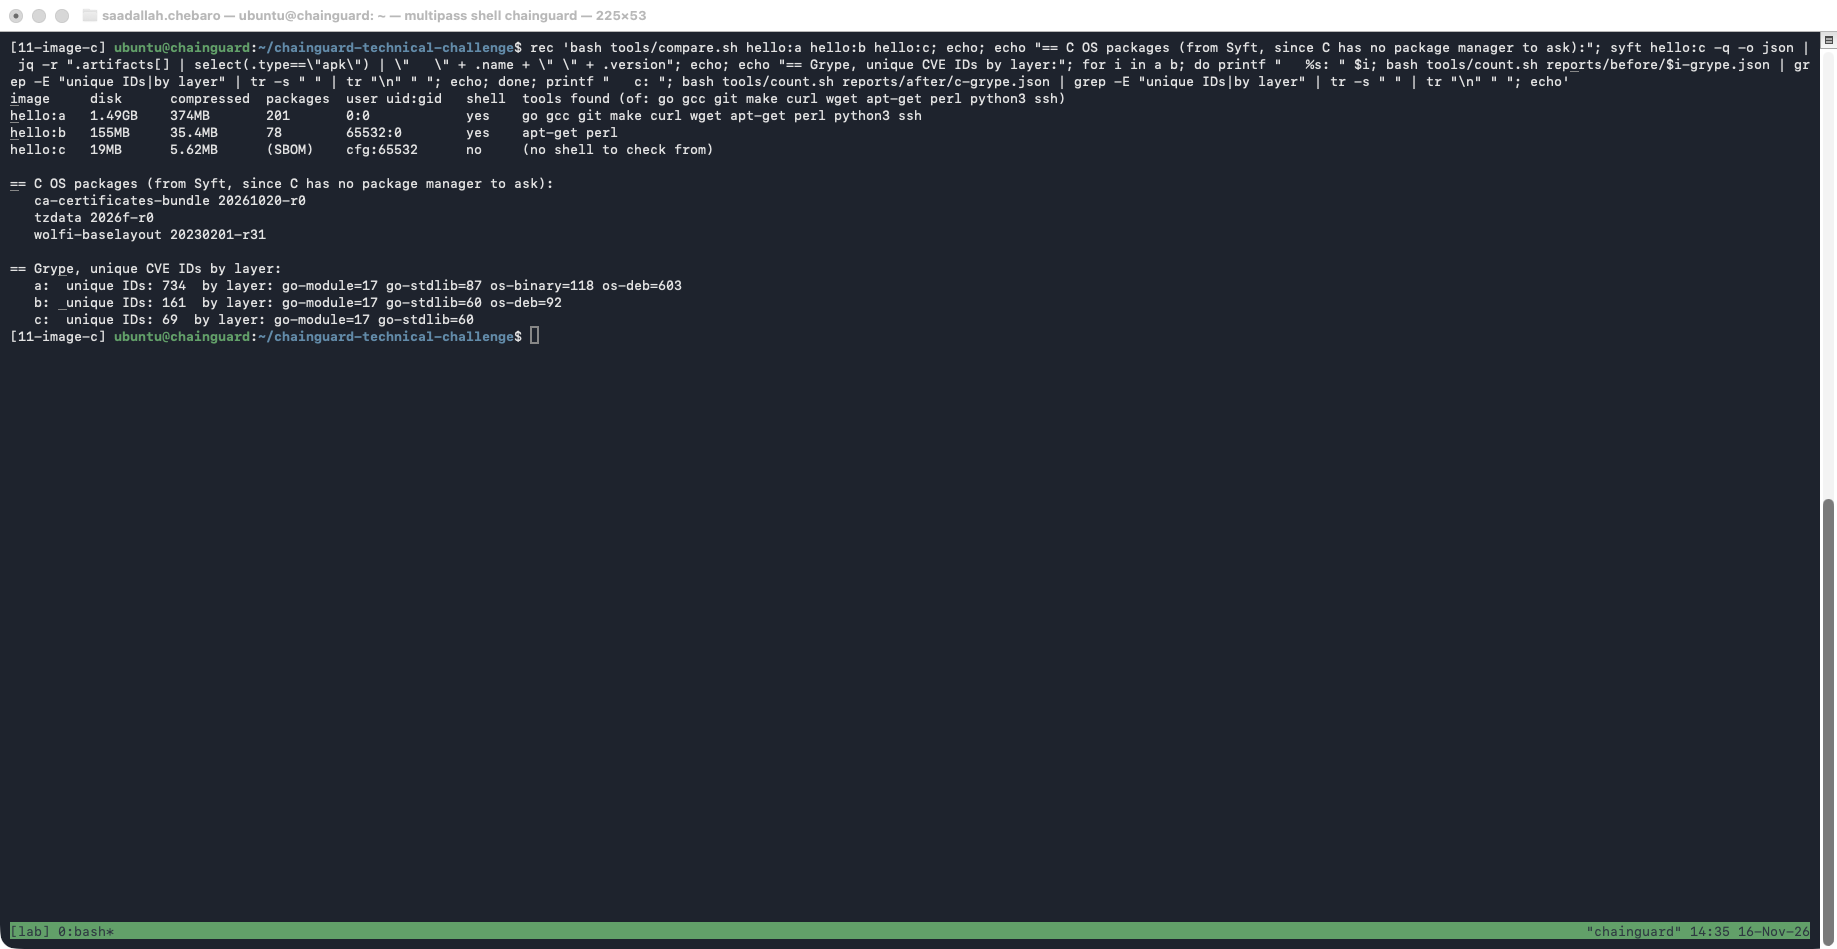 saadallah.chebaro — ubuntu@chainguard: ~ — multipass shell chainguard — 225×53
[11-image-c] ubuntu@chainguard:~/chainguard-technical-challenge$ rec 'bash tools/compare.sh hello:a hello:b hello:c; echo; echo "== C OS packages (from Syft, since C has no package manager to ask):"; syft hello:c -q -o json |
 jq -r ".artifacts[] | select(.type==\"apk\") | \"   \" + .name + \" \" + .version"; echo; echo "== Grype, unique CVE IDs by layer:"; for i in a b; do printf "   %s: " $i; bash tools/count.sh reports/before/$i-grype.json | gr
ep -E "unique IDs|by layer" | tr -s " " | tr "\n" " "; echo; done; printf "   c: "; bash tools/count.sh reports/after/c-grype.json | grep -E "unique IDs|by layer" | tr -s " " | tr "\n" " "; echo'
image     disk      compressed  packages  user uid:gid   shell  tools found (of: go gcc git make curl wget apt-get perl python3 ssh)
hello:a   1.49GB    374MB       201       0:0            yes    go gcc git make curl wget apt-get perl python3 ssh
hello:b   155MB     35.4MB      78        65532:0        yes    apt-get perl
hello:c   19MB      5.62MB      (SBOM)    cfg:65532      no     (no shell to check from)
== C OS packages (from Syft, since C has no package manager to ask):
   ca-certificates-bundle 20261020-r0
   tzdata 2026f-r0
   wolfi-baselayout 20230201-r31
== Grype, unique CVE IDs by layer:
   a:  unique IDs: 734  by layer: go-module=17 go-stdlib=87 os-binary=118 os-deb=603
   b:  unique IDs: 161  by layer: go-module=17 go-stdlib=60 os-deb=92
   c:  unique IDs: 69  by layer: go-module=17 go-stdlib=60
[11-image-c] ubuntu@chainguard:~/chainguard-technical-challenge$
[lab] 0:bash* "chainguard" 14:35 16-Nov-26